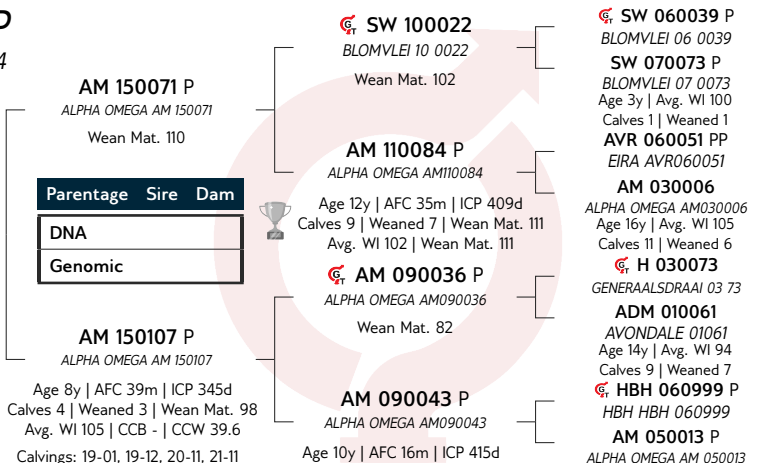 D
4
AM 150071 P
ALPHA OMEGA AM 150071
Wean Mat. 110
Parentage Sire Dam
DNA
Genomic
AM 150107 P
ALPHA OMEGA AM 150107
Age 8y | AFC 39m | ICP 345d
Calves 4 | Weaned 3 | Wean Mat. 98
Avg. WI 105 | CCB - | CCW 39.6
Calvings: 19-01, 19-12, 20-11, 21-11
GT SW 100022
BLOMVLEI 10 0022
Wean Mat. 102
AM 110084 P
ALPHA OMEGA AM110084
Age 12y | AFC 35m | ICP 409d
Calves 9 | Weaned 7 | Wean Mat. 111
Avg. WI 102 | Wean Mat. 111
GT AM 090036 P
ALPHA OMEGA AM090036
Wean Mat. 82
AM 090043 P
ALPHA OMEGA AM090043
Age 10y | AFC 16m | ICP 415d
GT SW 060039 P
BLOMVLEI 06 0039
SW 070073 P
BLOMVLEI 07 0073
Age 3y | Avg. WI 100
Calves 1 | Weaned 1
AVR 060051 PP
EIRA AVR060051
AM 030006
ALPHA OMEGA AM030006
Age 16y | Avg. WI 105
Calves 11 | Weaned 6
GT H 030073
GENERAALSDRAAI 03 73
ADM 010061
AVONDALE 01061
Age 14y | Avg. WI 94
Calves 9 | Weaned 7
GT HBH 060999 P
HBH HBH 060999
AM 050013 P
ALPHA OMEGA AM 050013